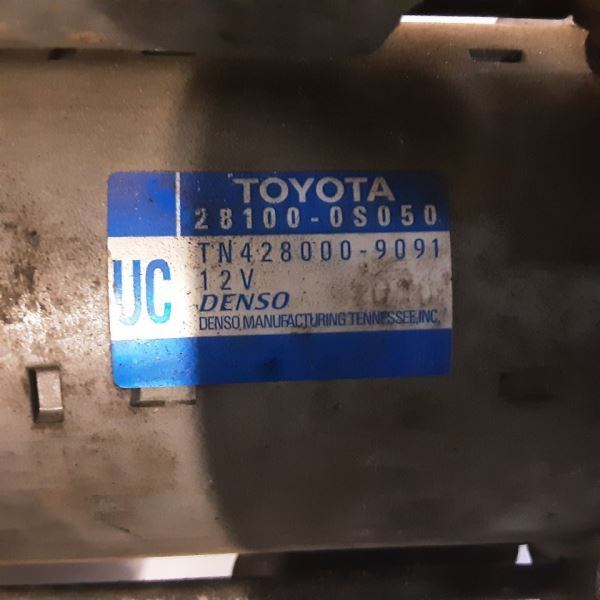 TOYOTA
28100-0S050
TN428000-9091
UC
12V
DENSO
DENSO MANUFACTURING TENNESSEE,INC.